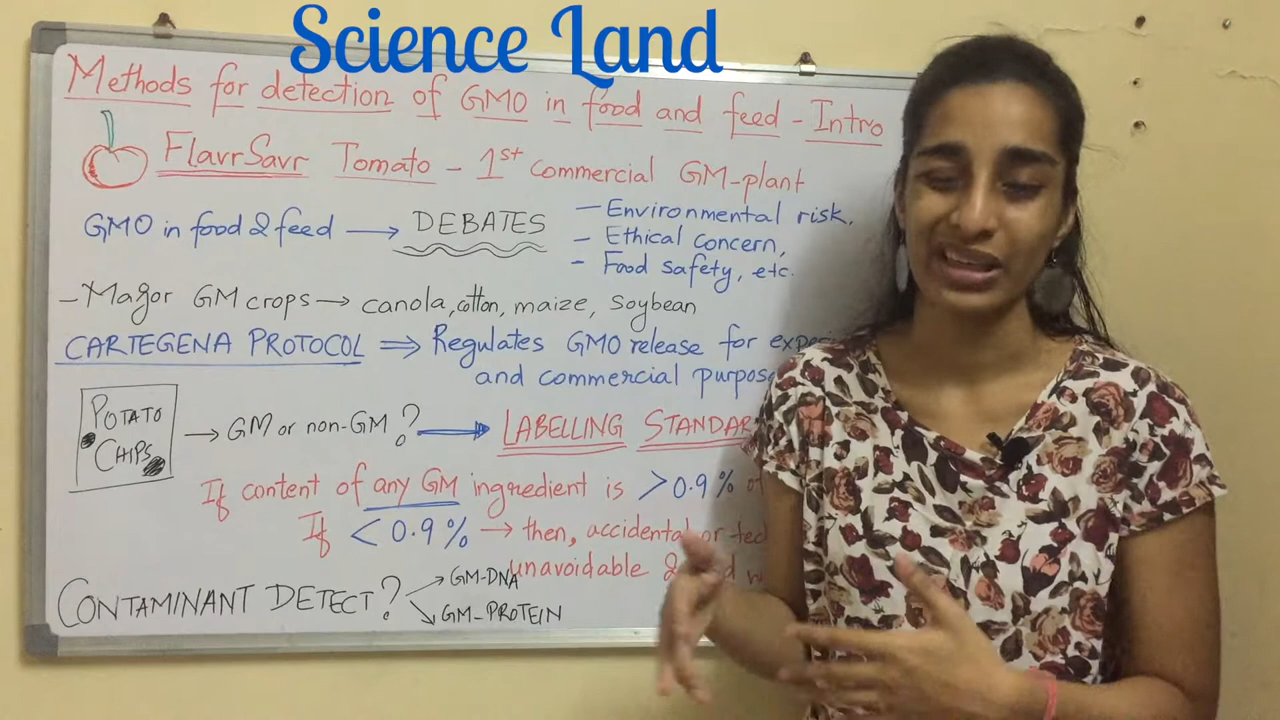 Science Land
Methods for detection of GMO in food and feed - Intro
FlavrSavr Tomato - 1st commercial GM-plant
GMO in food & feed → DEBATES
- Environmental risk,
- Ethical concern,
- Food safety, etc.
- Major GM crops → canola, cotton, maize, soybean
CARTEGENA PROTOCOL ⇒ Regulates GMO release for
and commercial
POTATO
CHIPS
→ GM or non-GM? → LABELLING
If content of any GM ingredient is > 0.9%
If < 0.9% → then, accidental or
unavoidable
CONTAMINANT DETECT?
→ GM-DNA
→ GM-PROTEIN